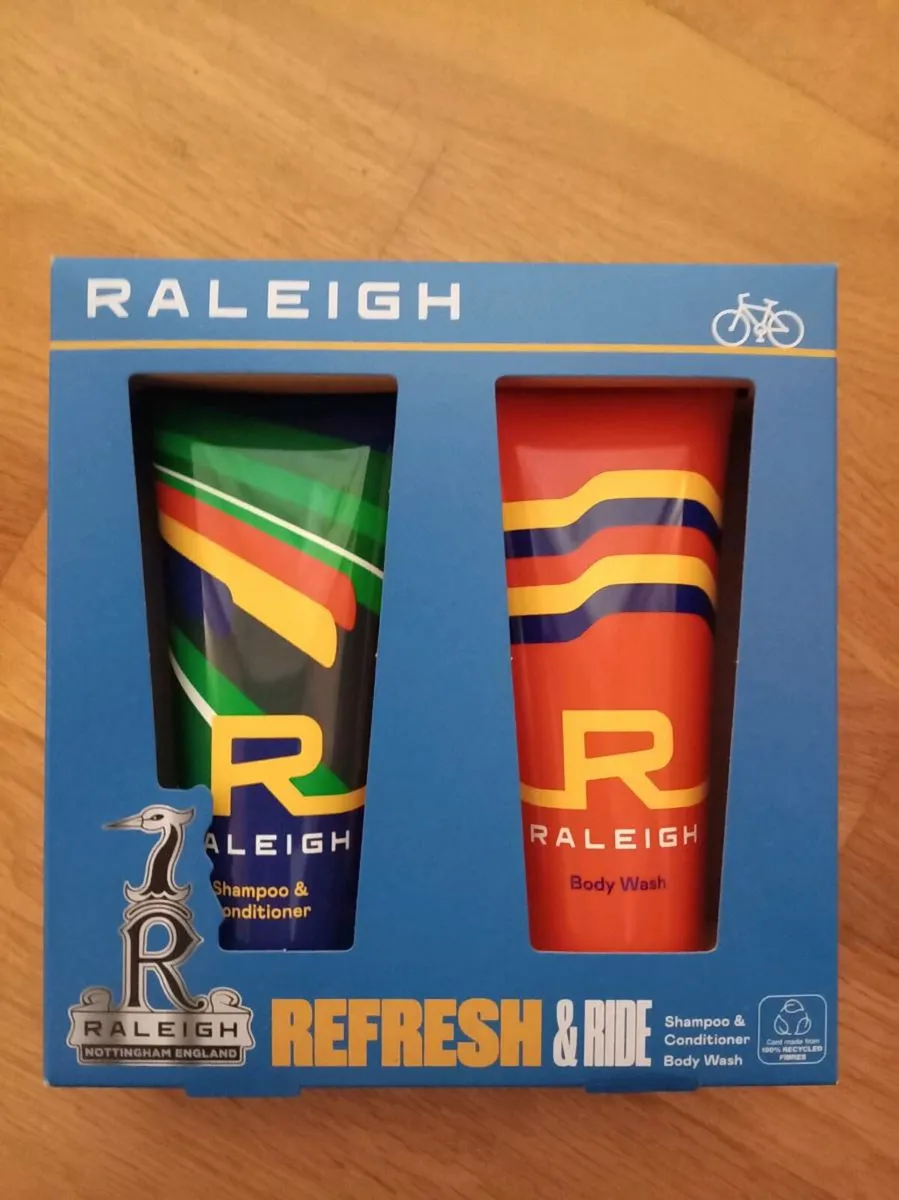 RALEIGH
R
ALEIGH
Shampoo &
onditioner
R
RALEIGH
Body Wash
R
RALEIGH
NOTTINGHAM ENGLAND
REFRESH & RIDE
Shampoo &
Conditioner
Body Wash
Card made from
100% RECYCLED
FIBRES